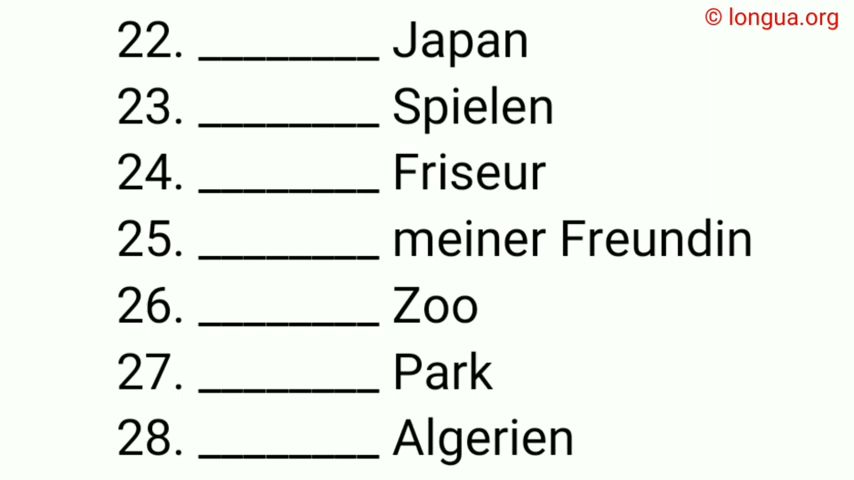 © longua.org
22. ________ Japan
23. ________ Spielen
24. ________ Friseur
25. ________ meiner Freundin
26. ________ Zoo
27. ________ Park
28. ________ Algerien